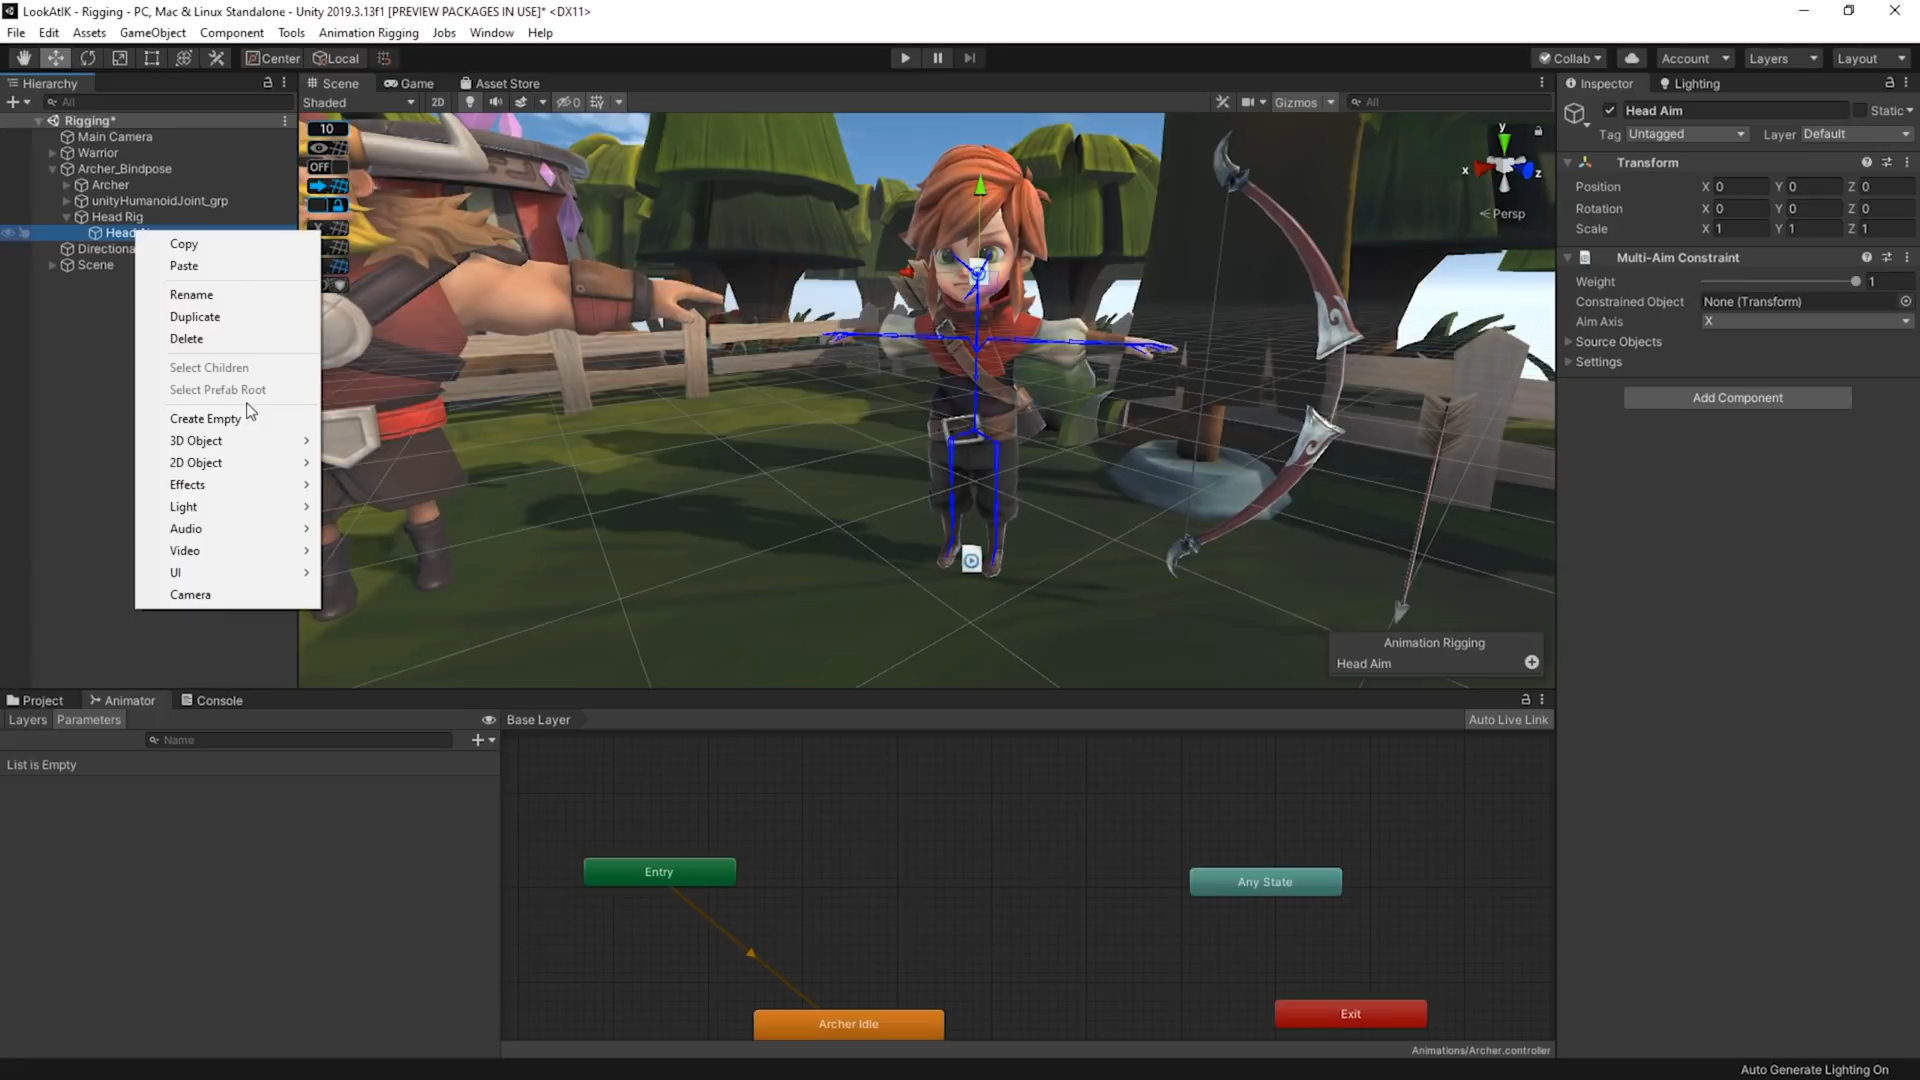 LookAtIK - Rigging - PC, Mac & Linux Standalone - Unity 2019.3.13f1 [PREVIEW PACKAGES IN USE]* <DX11>
File Edit Assets GameObject Component Tools Animation Rigging Jobs Window Help
Center Local Collab Account Layers Layout
Hierarchy
All
Rigging*
Main Camera
Warrior
Archer_Bindpose
Archer
unityHumanoidJoint_grp
Head Rig
Head
Directiona
Scene
Copy
Paste
Rename
Duplicate
Delete
Select Children
Select Prefab Root
Create Empty
3D Object
2D Object
Effects
Light
Audio
Video
UI
Camera
Scene Game Asset Store
Shaded 2D 0 Gizmos All
10
OFF
y
x
z
Persp
Animation Rigging
Head Aim
Inspector Lighting
Head Aim Static
Tag Untagged Layer Default
Transform
Position X 0 Y 0 Z 0
Rotation X 0 Y 0 Z 0
Scale X 1 Y 1 Z 1
Multi-Aim Constraint
Weight 1
Constrained Object None (Transform)
Aim Axis X
Source Objects
Settings
Add Component
Project Animator Console
Layers Parameters Base Layer Auto Live Link
Name
List is Empty
Entry
Any State
Archer Idle
Exit
Animations/Archer.controller
Auto Generate Lighting On